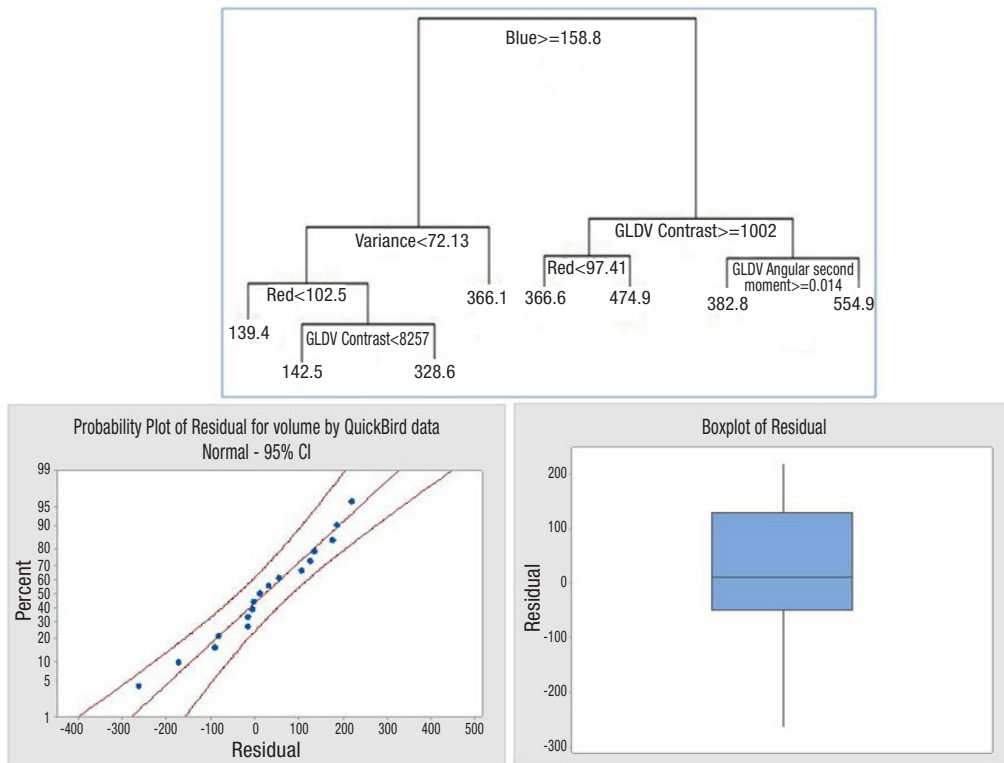 Blue>=158.8
Variance<72.13
GLDV Contrast>=1002
Red<102.5
366.1
Red<97.41
GLDV Angular second
moment>=0.014
366.6
474.9
382.8
554.9
139.4
GLDV Contrast<8257
142.5
328.6
Probability Plot of Residual for volume by QuickBird data
Normal - 95% CI
Percent
99
95
90
80
70
60
50
40
30
20
10
5
1
-400 -300 -200 -100 0 100 200 300 400 500
Residual
Boxplot of Residual
Residual
200
100
0
-100
-200
-300